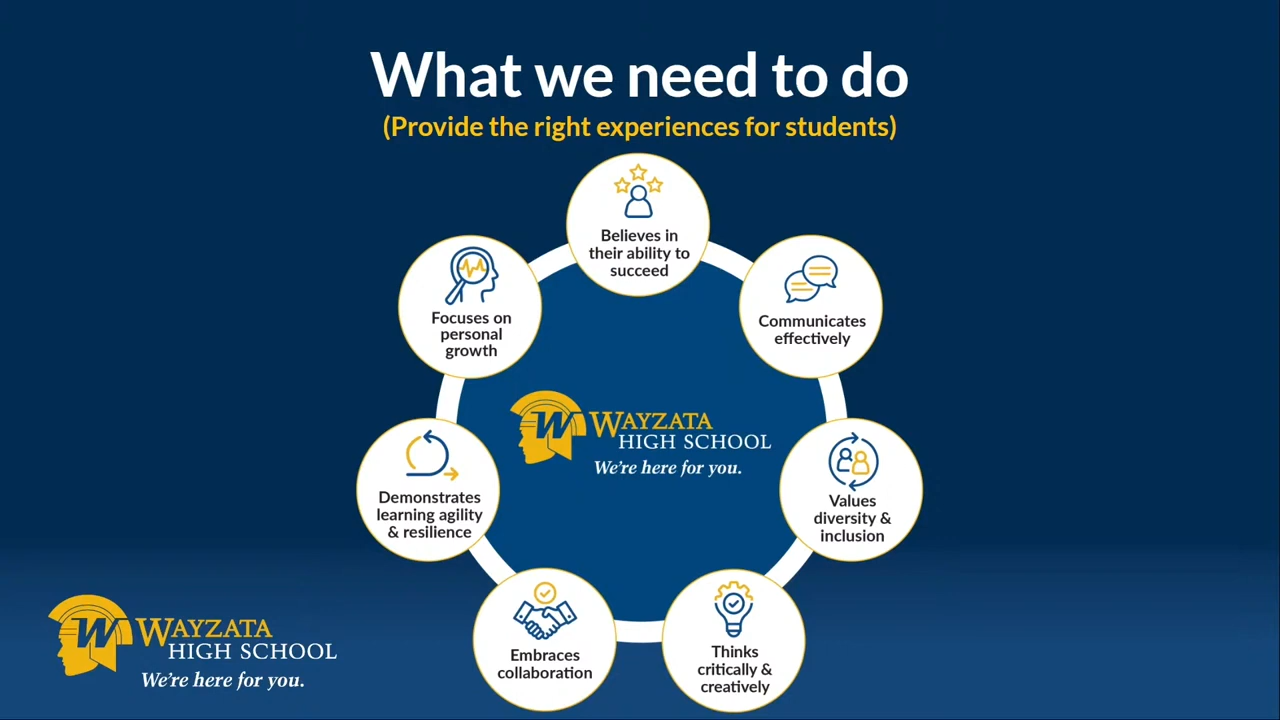 What we need to do
(Provide the right experiences for students)
Believes in
their ability to
succeed
Communicates
effectively
Values
diversity &
inclusion
Thinks
critically &
creatively
Embraces
collaboration
Demonstrates
learning agility
& resilience
Focuses on
personal
growth
W WAYZATA
HIGH SCHOOL
We're here for you.
W WAYZATA
HIGH SCHOOL
We're here for you.